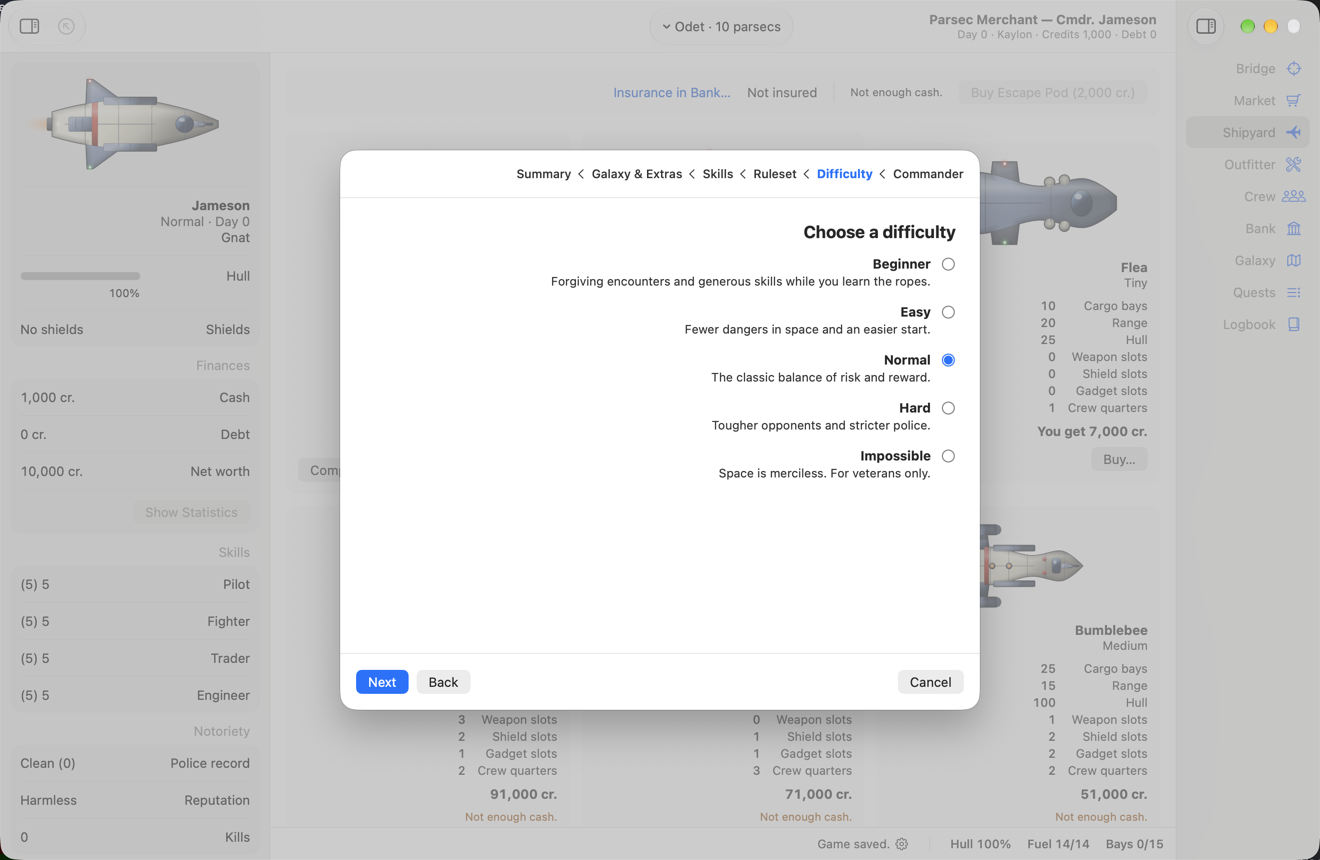 Odet · 10 parsecs
Parsec Merchant — Cmdr. Jameson
Day 0 · Kaylon · Credits 1,000 · Debt 0
Bridge
Market
Shipyard
Outfitter
Crew
Bank
Galaxy
Quests
Logbook
Insurance in Bank...
Not insured
Not enough cash.
Buy Escape Pod (2,000 cr.)
Jameson
Normal · Day 0
Gnat
Hull
100%
No shields Shields
Finances
1,000 cr. Cash
0 cr. Debt
10,000 cr. Net worth
Show Statistics
Skills
(5) 5 Pilot
(5) 5 Fighter
(5) 5 Trader
(5) 5 Engineer
Notoriety
Clean (0) Police record
Harmless Reputation
0 Kills
Summary < Galaxy & Extras < Skills < Ruleset < Difficulty < Commander
Choose a difficulty
Beginner
Forgiving encounters and generous skills while you learn the ropes.
Easy
Fewer dangers in space and an easier start.
Normal
The classic balance of risk and reward.
Hard
Tougher opponents and stricter police.
Impossible
Space is merciless. For veterans only.
Next Back Cancel
Flea
Tiny
10 Cargo bays
20 Range
25 Hull
0 Weapon slots
0 Shield slots
0 Gadget slots
1 Crew quarters
You get 7,000 cr.
Buy...
3 Weapon slots
2 Shield slots
1 Gadget slots
2 Crew quarters
91,000 cr.
Not enough cash.
0 Weapon slots
1 Shield slots
1 Gadget slots
3 Crew quarters
71,000 cr.
Not enough cash.
Bumblebee
Medium
25 Cargo bays
15 Range
100 Hull
1 Weapon slots
2 Shield slots
2 Gadget slots
2 Crew quarters
51,000 cr.
Not enough cash.
Game saved.
Hull 100% Fuel 14/14 Bays 0/15